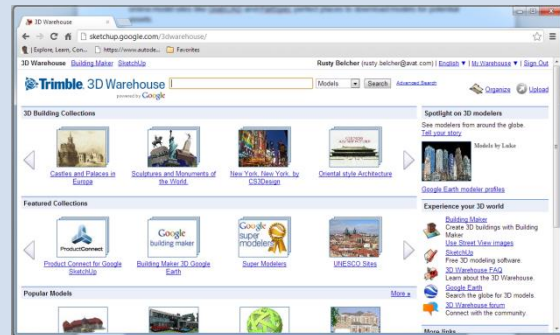 3D Warehouse
sketchup.google.com/3dwarehouse/
Explore, Learn, Con... https://www.autode... Favorites
3D Warehouse Building Maker SketchUp
Rusty Belcher (rusty belcher@avat.com) | English ▼ | My Warehouse ▼ | Sign Out
Trimble. 3D Warehouse
powered by Google
Models Search Advanced Search
Organize Upload
3D Building Collections
Castles and Palaces in Europe
Sculptures and Monuments of the World.
New York, New York, by CS3Design
Oriental style Architecture
Featured Collections
ProductConnect
Google building maker
Google super modelers
Product Connect for Google SketchUp
Building Maker 3D Google Earth
Super Modelers
UNESCO Sites
Popular Models
More »
Spotlight on 3D modelers
See modelers from around the globe.
Tell your story
Models by Luke
Google Earth modeler profiles
Experience your 3D world
Building Maker
Create 3D buildings with Building Maker
Use Street View images
SketchUp
Free 3D modeling software
3D Warehouse FAQ
Learn about the 3D Warehouse.
Google Earth
Search the globe for 3D models
3D Warehouse forum
Connect with the community.
More links